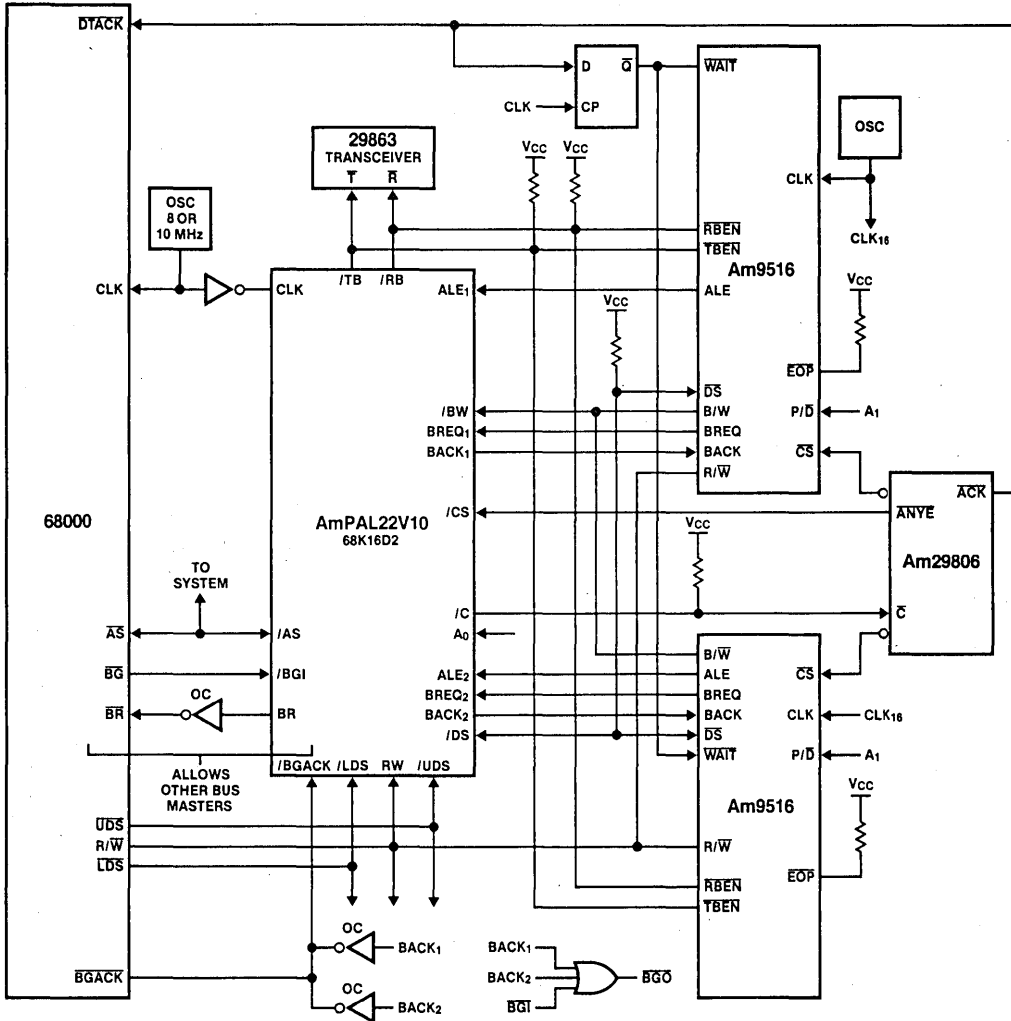 DTACK
D
Q̅
CLK
CP
WAIT
OSC
29863
TRANSCEIVER
T̅
R̅
VCC
VCC
CLK
CLK16
OSC
8 OR
10 MHz
RBEN
TBEN
Am9516
/TB
/RB
CLK
CLK
ALE1
ALE
VCC
VCC
EOP
DS
/BW
B/W
P/D̅
A1
BREQ1
BREQ
BACK1
BACK
CS
R/W̅
ACK
68000
AmPAL22V10
68K16D2
/CS
ANYE
VCC
Am29806
TO
SYSTEM
/C
C̅
AS
/AS
A0
B/W̅
BG
/BGI
ALE2
ALE
CS
BREQ2
BREQ
OC
BR
BR
BACK2
BACK
CLK
CLK16
/DS
DS
/BGACK
/LDS
RW
/UDS
WAIT
P/D̅
A1
ALLOWS
OTHER BUS
MASTERS
VCC
Am9516
UDS
R/W̅
R/W̅
LDS
EOP
RBEN
TBEN
OC
BACK1
BACK1
BGACK
BACK2
BGO
OC
BACK2
BGI